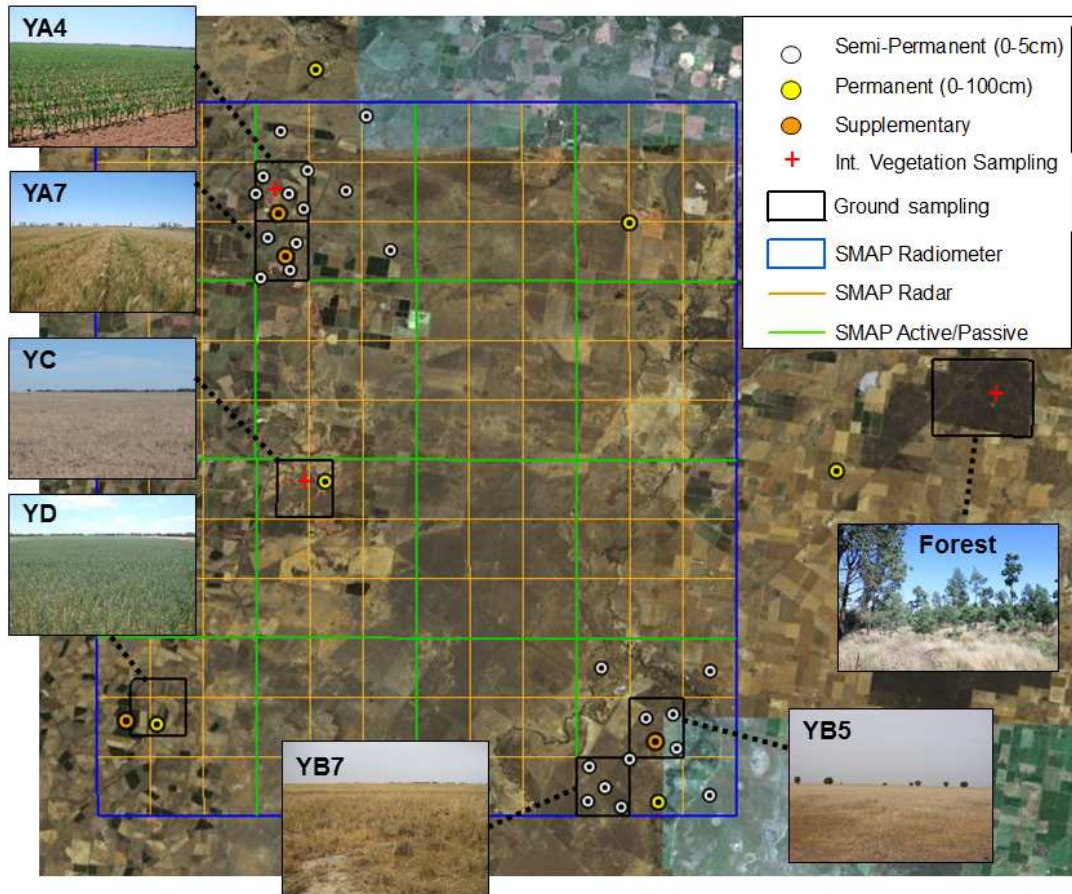 YA4
YA7
YC
YD
YB7
YB5
Forest
Semi-Permanent (0-5cm)
Permanent (0-100cm)
Supplementary
Int. Vegetation Sampling
Ground sampling
SMAP Radiometer
SMAP Radar
SMAP Active/Passive